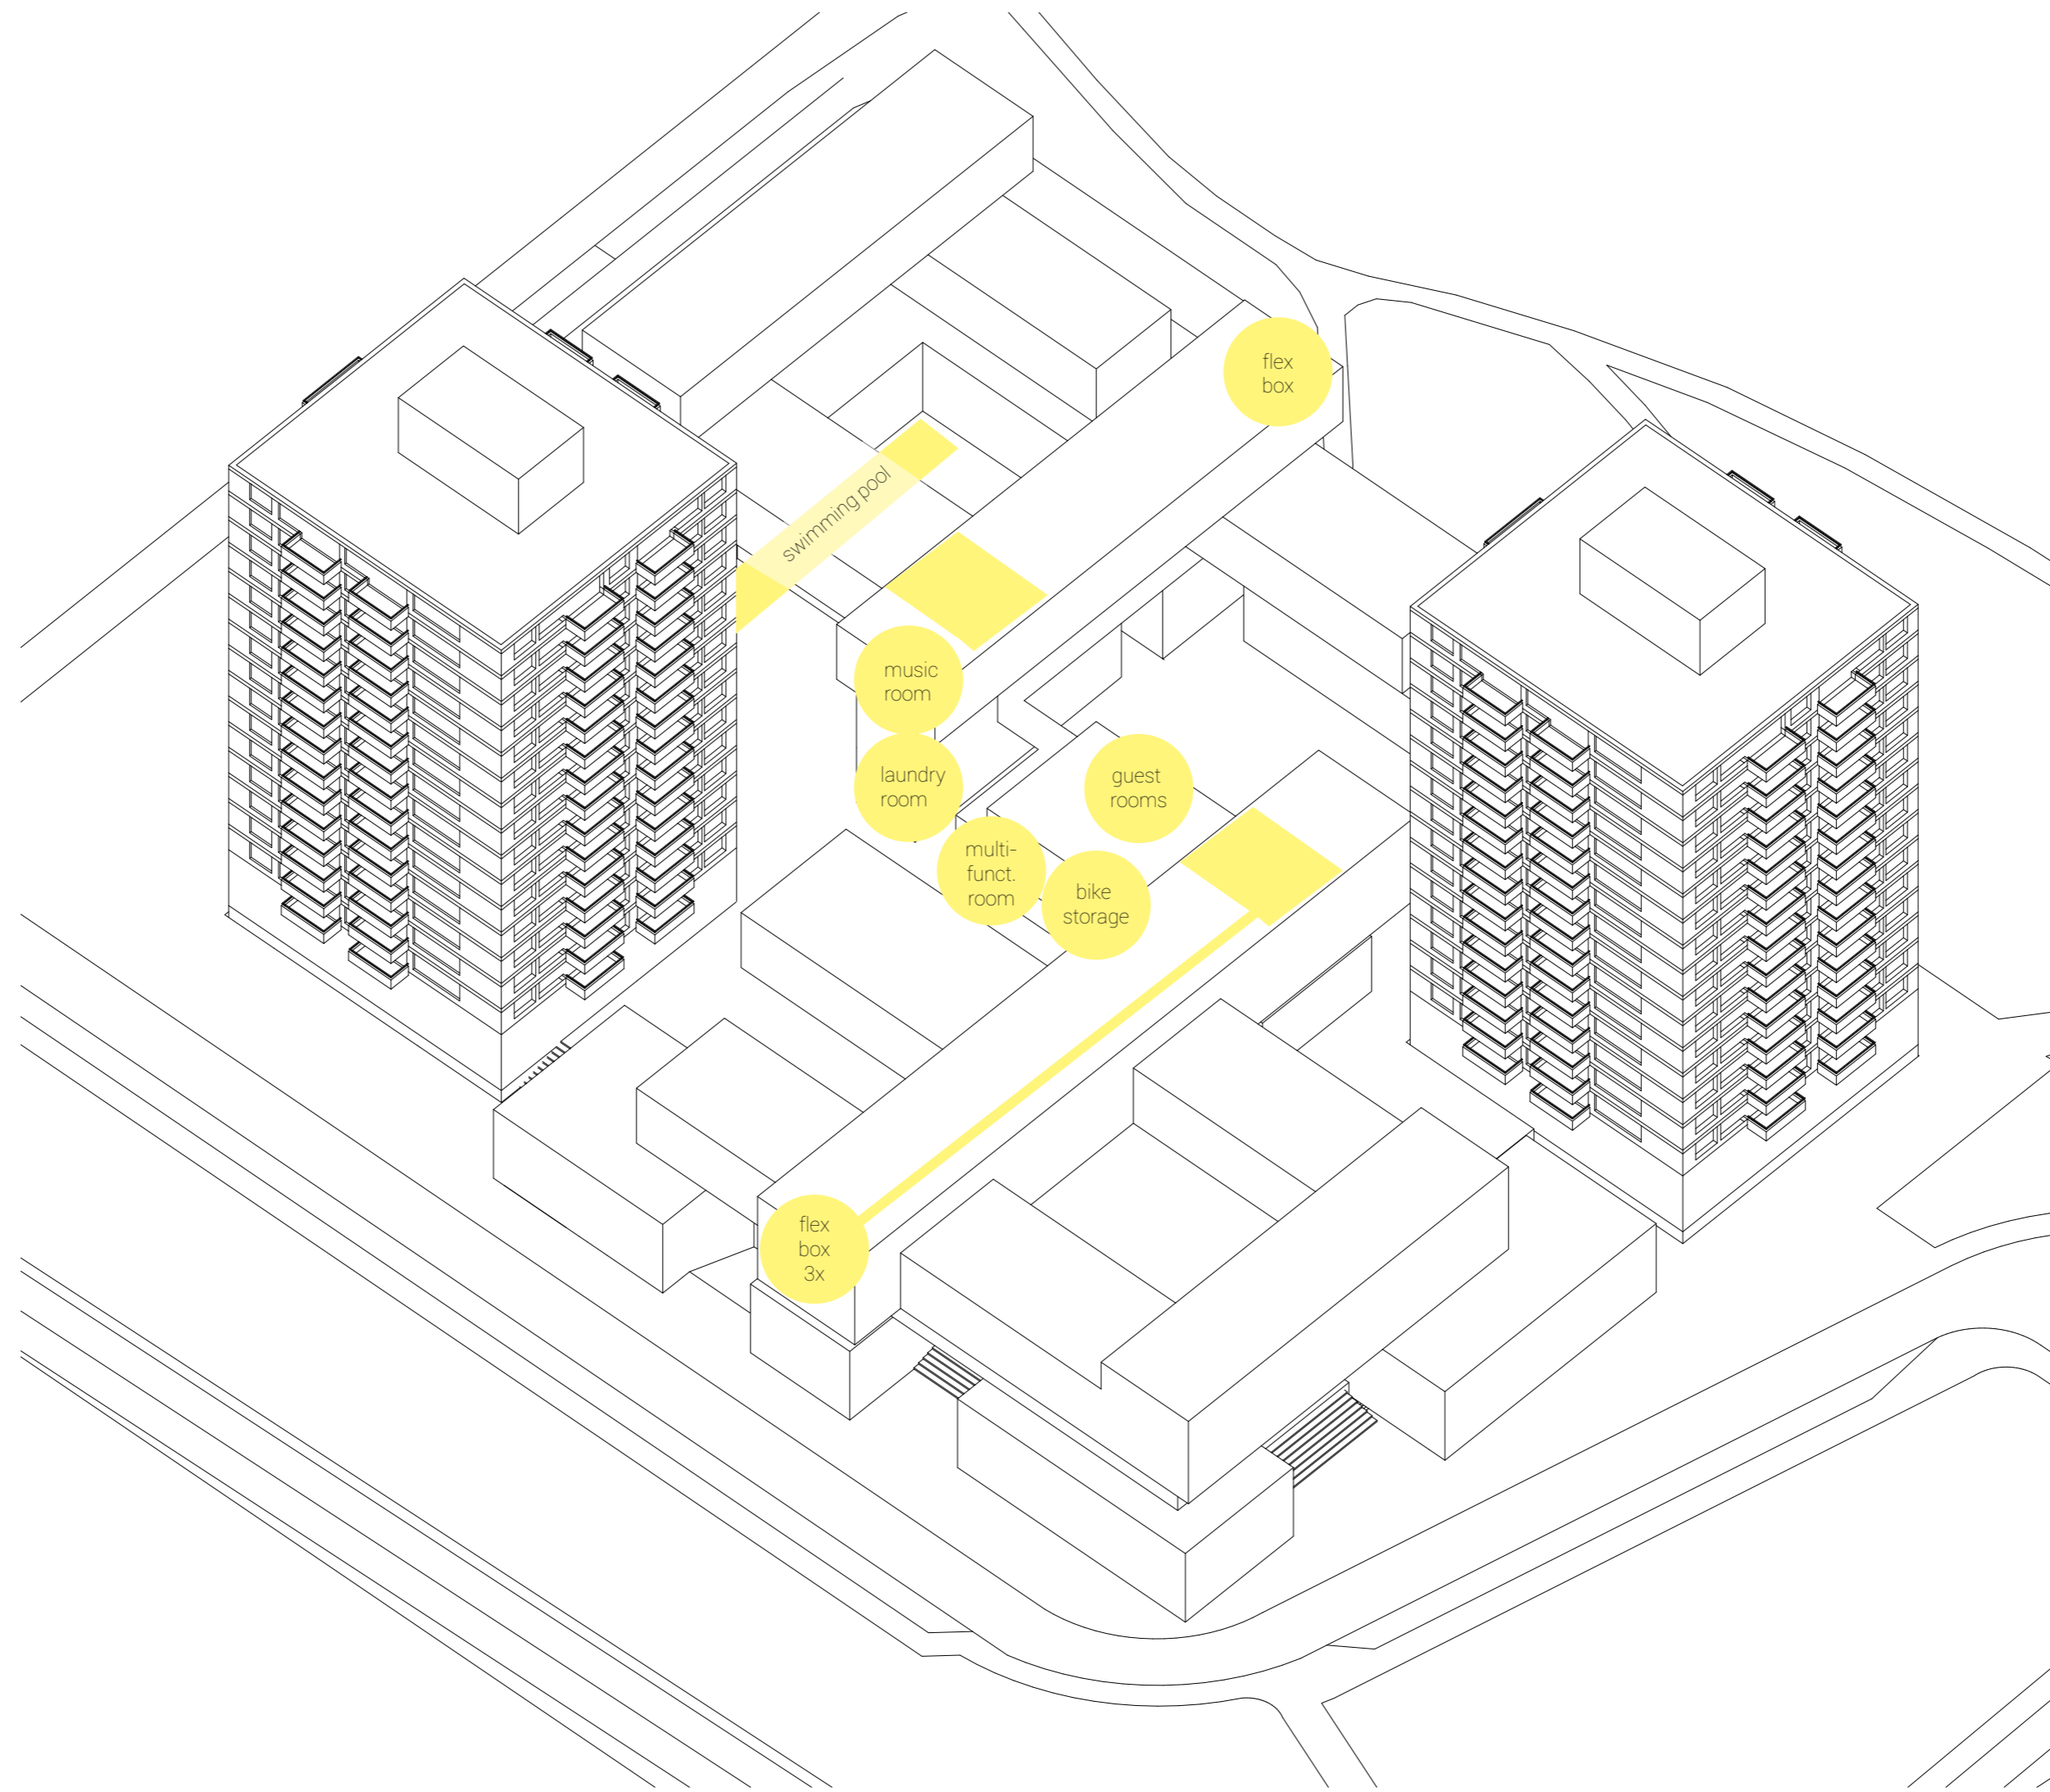 flex
box
swimming pool
music
room
laundry
room
guest
rooms
multi-
funct.
room
bike
storage
flex
box
3x